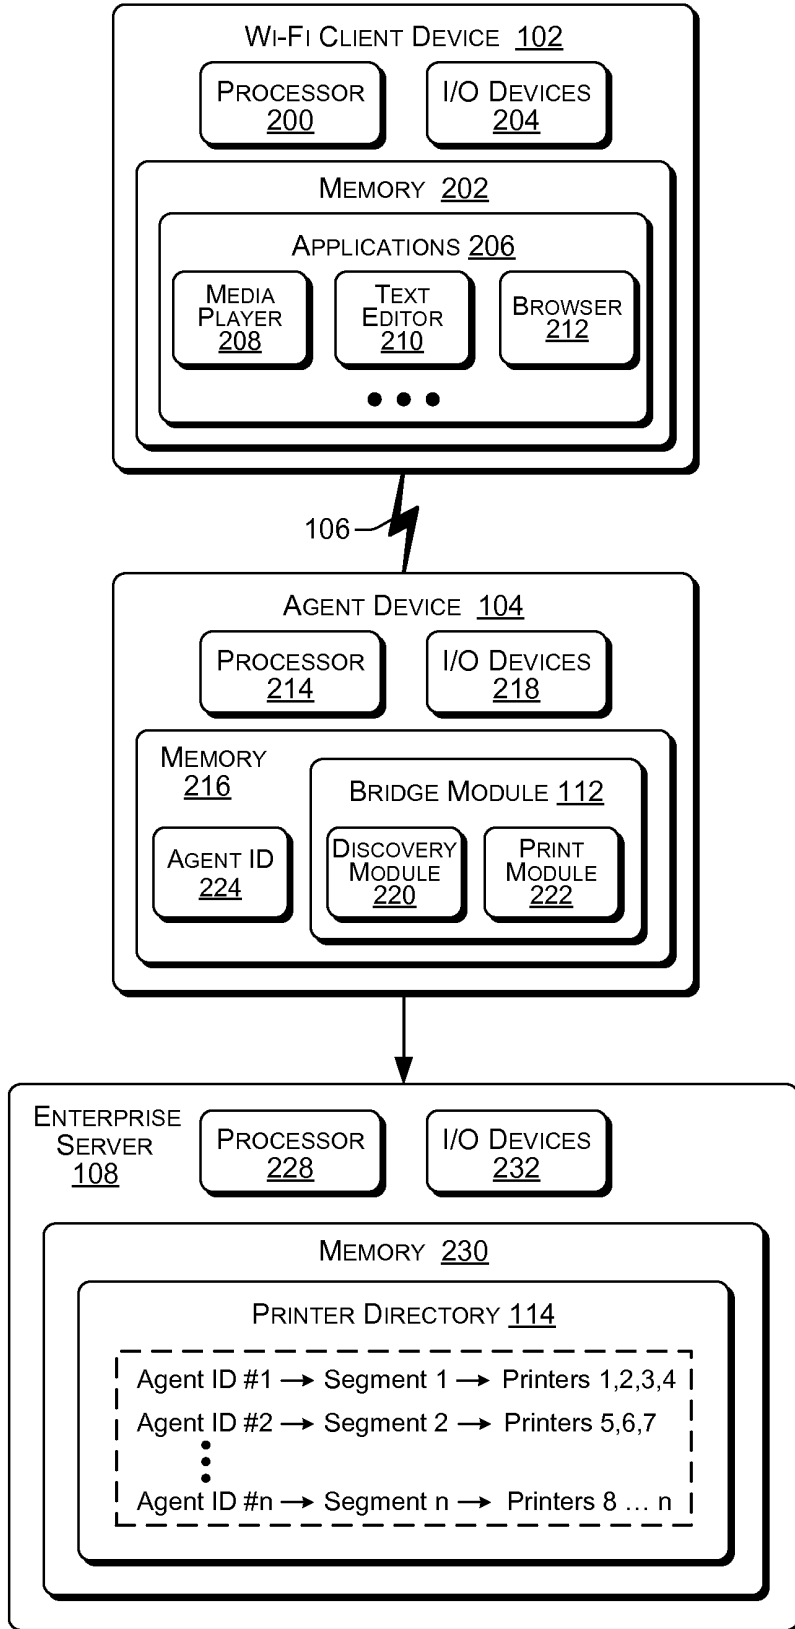 WI-FI CLIENT DEVICE 102
PROCESSOR
200
I/O DEVICES
204
MEMORY 202
APPLICATIONS 206
MEDIA
PLAYER
208
TEXT
EDITOR
210
BROWSER
212
106
AGENT DEVICE 104
PROCESSOR
214
I/O DEVICES
218
MEMORY
216
BRIDGE MODULE 112
AGENT ID
224
DISCOVERY
MODULE
220
PRINT
MODULE
222
ENTERPRISE
SERVER
108
PROCESSOR
228
I/O DEVICES
232
MEMORY 230
PRINTER DIRECTORY 114
Agent ID #1 → Segment 1 → Printers 1,2,3,4
Agent ID #2 → Segment 2 → Printers 5,6,7
Agent ID #n → Segment n → Printers 8 … n